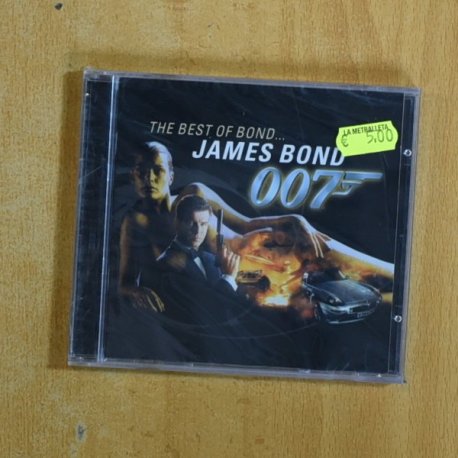 THE BEST OF BOND...
JAMES BOND
007
LA METRALLETA
€ 5.00